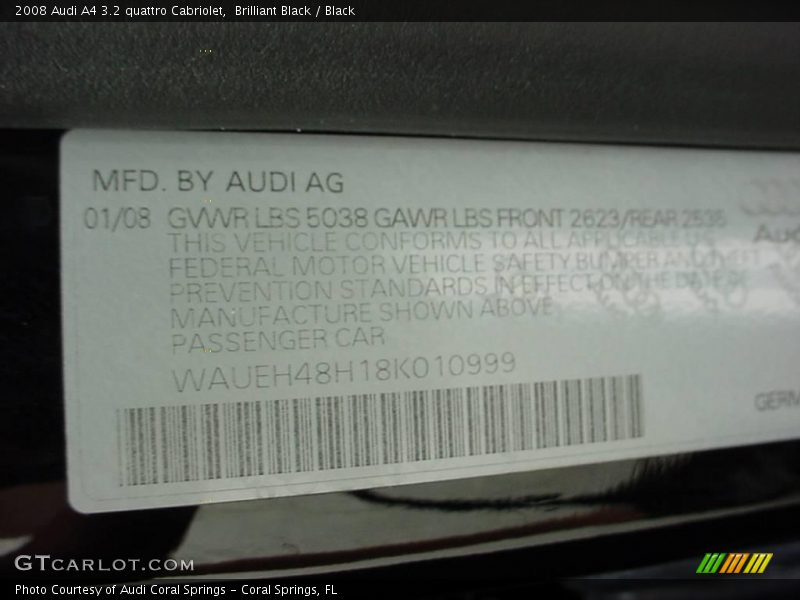 2008 Audi A4 3.2 quattro Cabriolet, Brilliant Black / Black
MFD. BY AUDI AG
01/08 GVWR LBS 5038 GAWR LBS FRONT 2623/REAR 2535
THIS VEHICLE CONFORMS TO ALL APPLICABLE U.S.
FEDERAL MOTOR VEHICLE SAFETY BUMPER AND THEFT
PREVENTION STANDARDS IN EFFECT ON THE DATE OF
MANUFACTURE SHOWN ABOVE
PASSENGER CAR
WAUEH48H18K010999
GTCARLOT.COM
Photo Courtesy of Audi Coral Springs - Coral Springs, FL